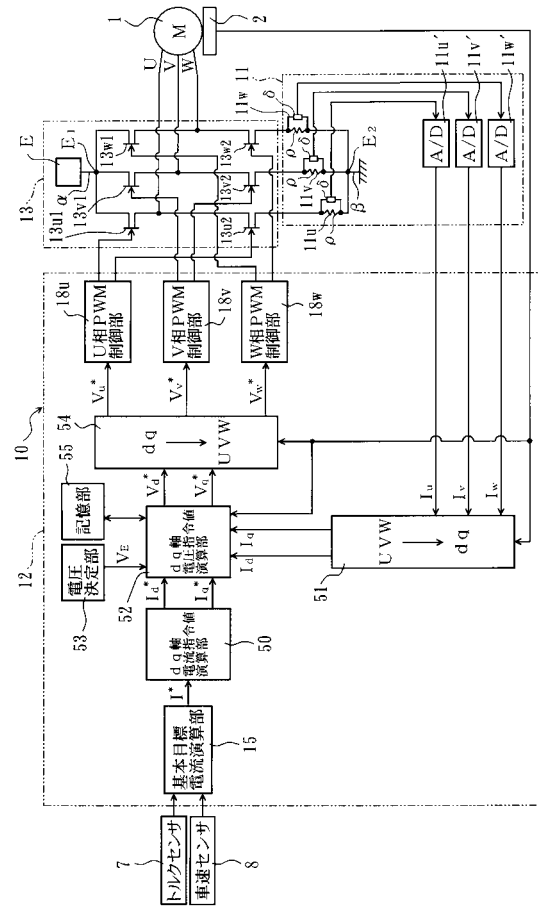 7
トルクセンサ
車速センサ
8
12
10
基本目標
電流演算部
15
I*
dq軸
電流指令値
演算部
50
Id*
Iq*
53
電圧
決定部
VE
55
記憶部
52
dq軸
電圧指令値
演算部
Id
Iq
Vd*
Vq*
54
dq
UVW
51
UVW
dq
Iu
Iv
Iw
Vu*
Vv*
Vw*
18u
U相PWM
制御部
18v
V相PWM
制御部
18w
W相PWM
制御部
13
E
E1
α
13u1
13v1
13w1
13u2
13v2
13w2
U
V
W
1
M
2
11
11w
δ
ρ
11v
δ
ρ
11u
δ
ρ
E2
β
A/D
11u'
A/D
11v'
A/D
11w'